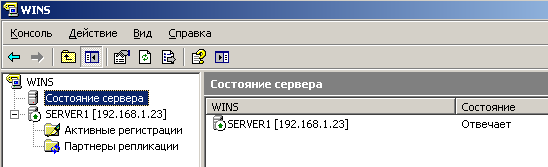 WINS
Консоль Действие Вид Справка
WINS
Состояние сервера
SERVER1 [192.168.1.23]
Активные регистрации
Партнеры репликации
Состояние сервера
WINS Состояние
SERVER1 [192.168.1.23] Отвечает